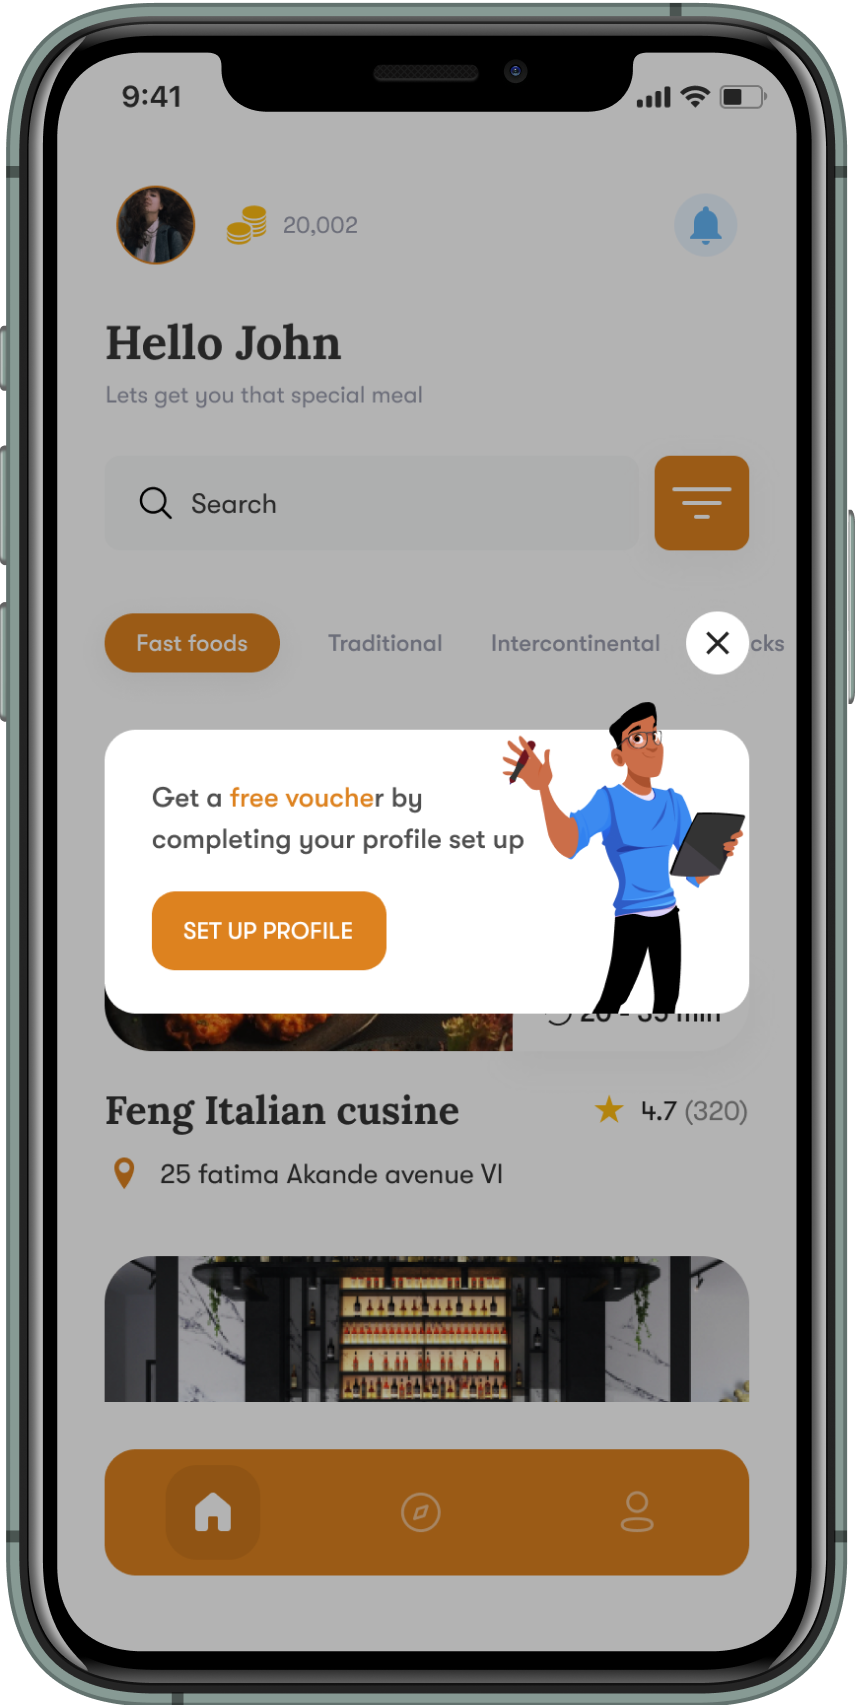 9:41
20,002
Hello John
Lets get you that special meal
Search
Fast foods Traditional Intercontinental cks
Get a free voucher by
completing your profile set up
SET UP PROFILE
20 - 35 min
Feng Italian cusine 4.7 (320)
25 fatima Akande avenue VI